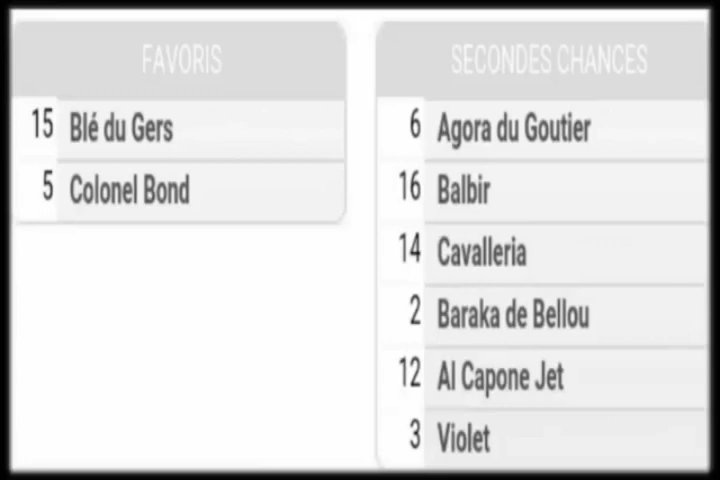 FAVORIS
15 Blé du Gers
5 Colonel Bond
SECONDES CHANCES
6 Agora du Goutier
16 Balbir
14 Cavalleria
2 Baraka de Bellou
12 Al Capone Jet
3 Violet